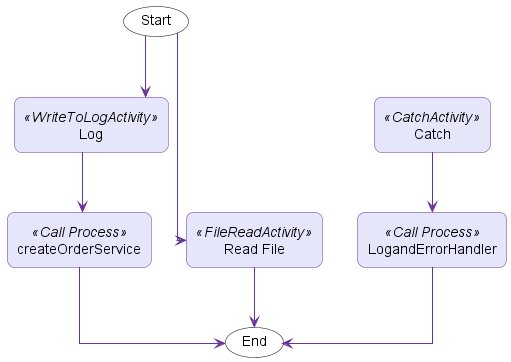 Start
«WriteToLogActivity»
Log
«CatchActivity»
Catch
«Call Process»
createOrderService
«FileReadActivity»
Read File
«Call Process»
LogandErrorHandler
End